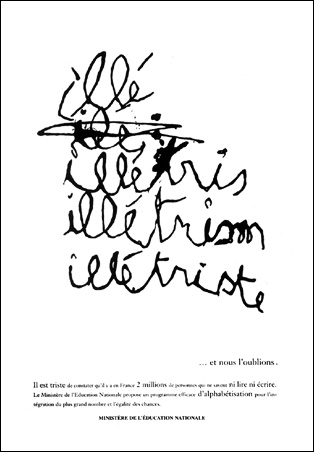 illé
illétris
illétrism
illétriste
... et nous l'oublions.
Il est triste de constater qu'il y a en France 2 millions de personnes qui ne savent ni lire ni écrire.
Le Ministère de l'Education Nationale propose un programme efficace d'alphabétisation pour l'in-
tégration du plus grand nombre et l'égalité des chances.
MINISTÈRE DE L'ÉDUCATION NATIONALE